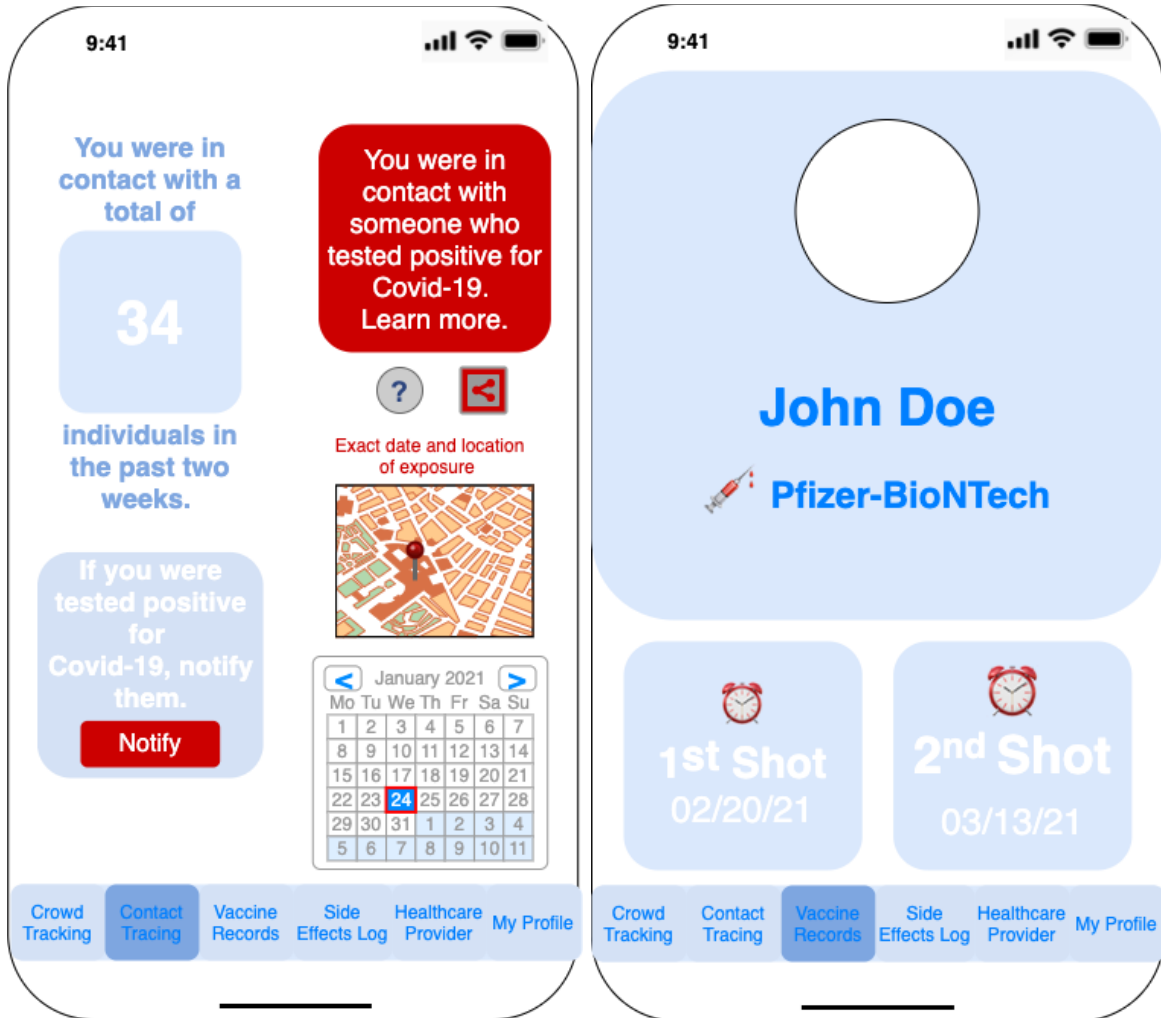 9:41
You were in
contact with a
total of
34
individuals in
the past two
weeks.
If you were
tested positive
for
Covid-19, notify
them.
Notify
You were in
contact with
someone who
tested positive for
Covid-19.
Learn more.
?
Exact date and location
of exposure
< January 2021 >
Mo Tu We Th Fr Sa Su
1 2 3 4 5 6 7
8 9 10 11 12 13 14
15 16 17 18 19 20 21
22 23 24 25 26 27 28
29 30 31 1 2 3 4
5 6 7 8 9 10 11
Crowd
Tracking
Contact
Tracing
Vaccine
Records
Side
Effects Log
Healthcare
Provider
My Profile
9:41
John Doe
Pfizer-BioNTech
1st Shot
02/20/21
2nd Shot
03/13/21
Crowd
Tracking
Contact
Tracing
Vaccine
Records
Side
Effects Log
Healthcare
Provider
My Profile